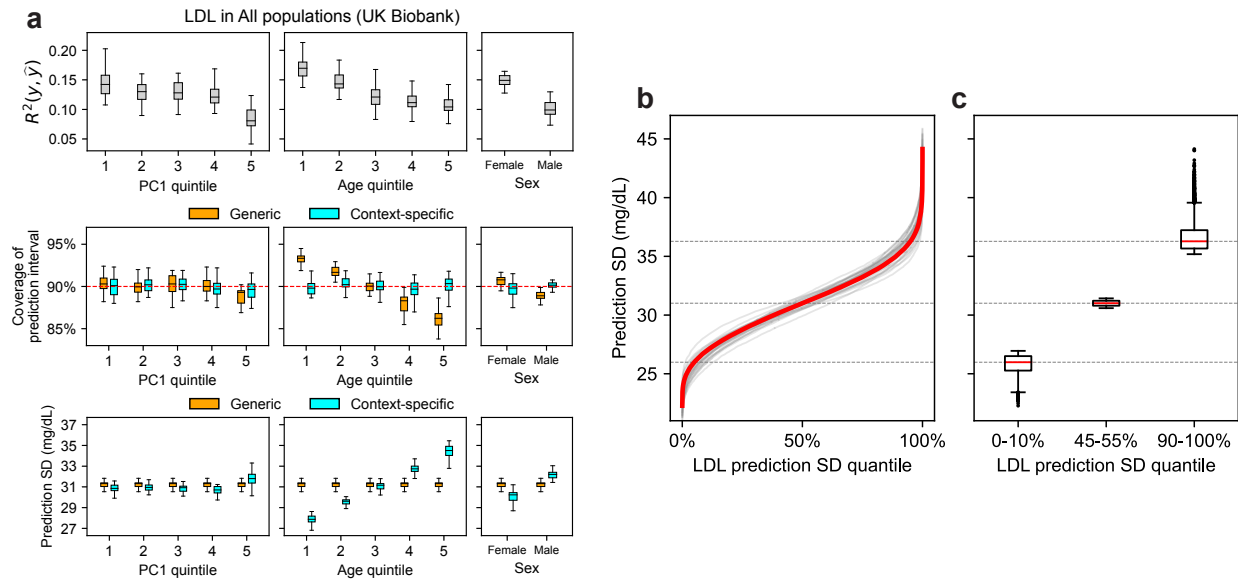 a
LDL in All populations (UK Biobank)
R²(y, ŷ)
0.20
0.15
0.10
0.05
1 2 3 4 5
PC1 quintile
1 2 3 4 5
Age quintile
Female Male
Sex
Generic Context-specific
Coverage of
prediction interval
95%
90%
85%
1 2 3 4 5
PC1 quintile
1 2 3 4 5
Age quintile
Female Male
Sex
Generic Context-specific
Prediction SD (mg/dL)
37
35
33
31
29
27
1 2 3 4 5
PC1 quintile
1 2 3 4 5
Age quintile
Female Male
Sex
b
Prediction SD (mg/dL)
45
40
35
30
25
0% 50% 100%
LDL prediction SD quantile
c
0-10% 45-55% 90-100%
LDL prediction SD quantile